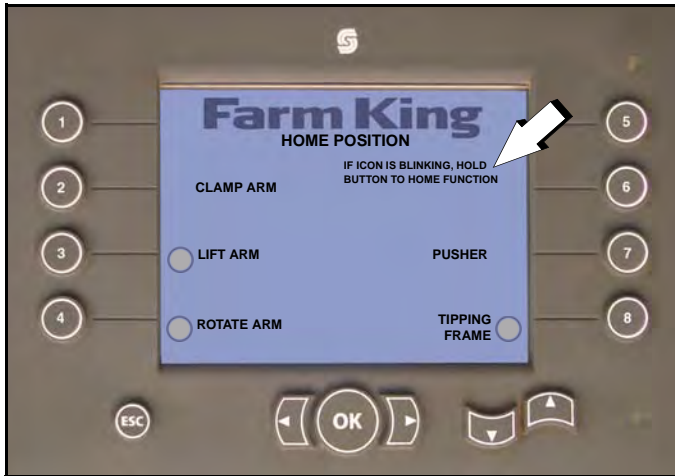 Farm King
HOME POSITION
IF ICON IS BLINKING, HOLD
BUTTON TO HOME FUNCTION
1
5
2
CLAMP ARM
6
3
LIFT ARM
PUSHER
7
4
ROTATE ARM
TIPPING
FRAME
8
ESC
OK